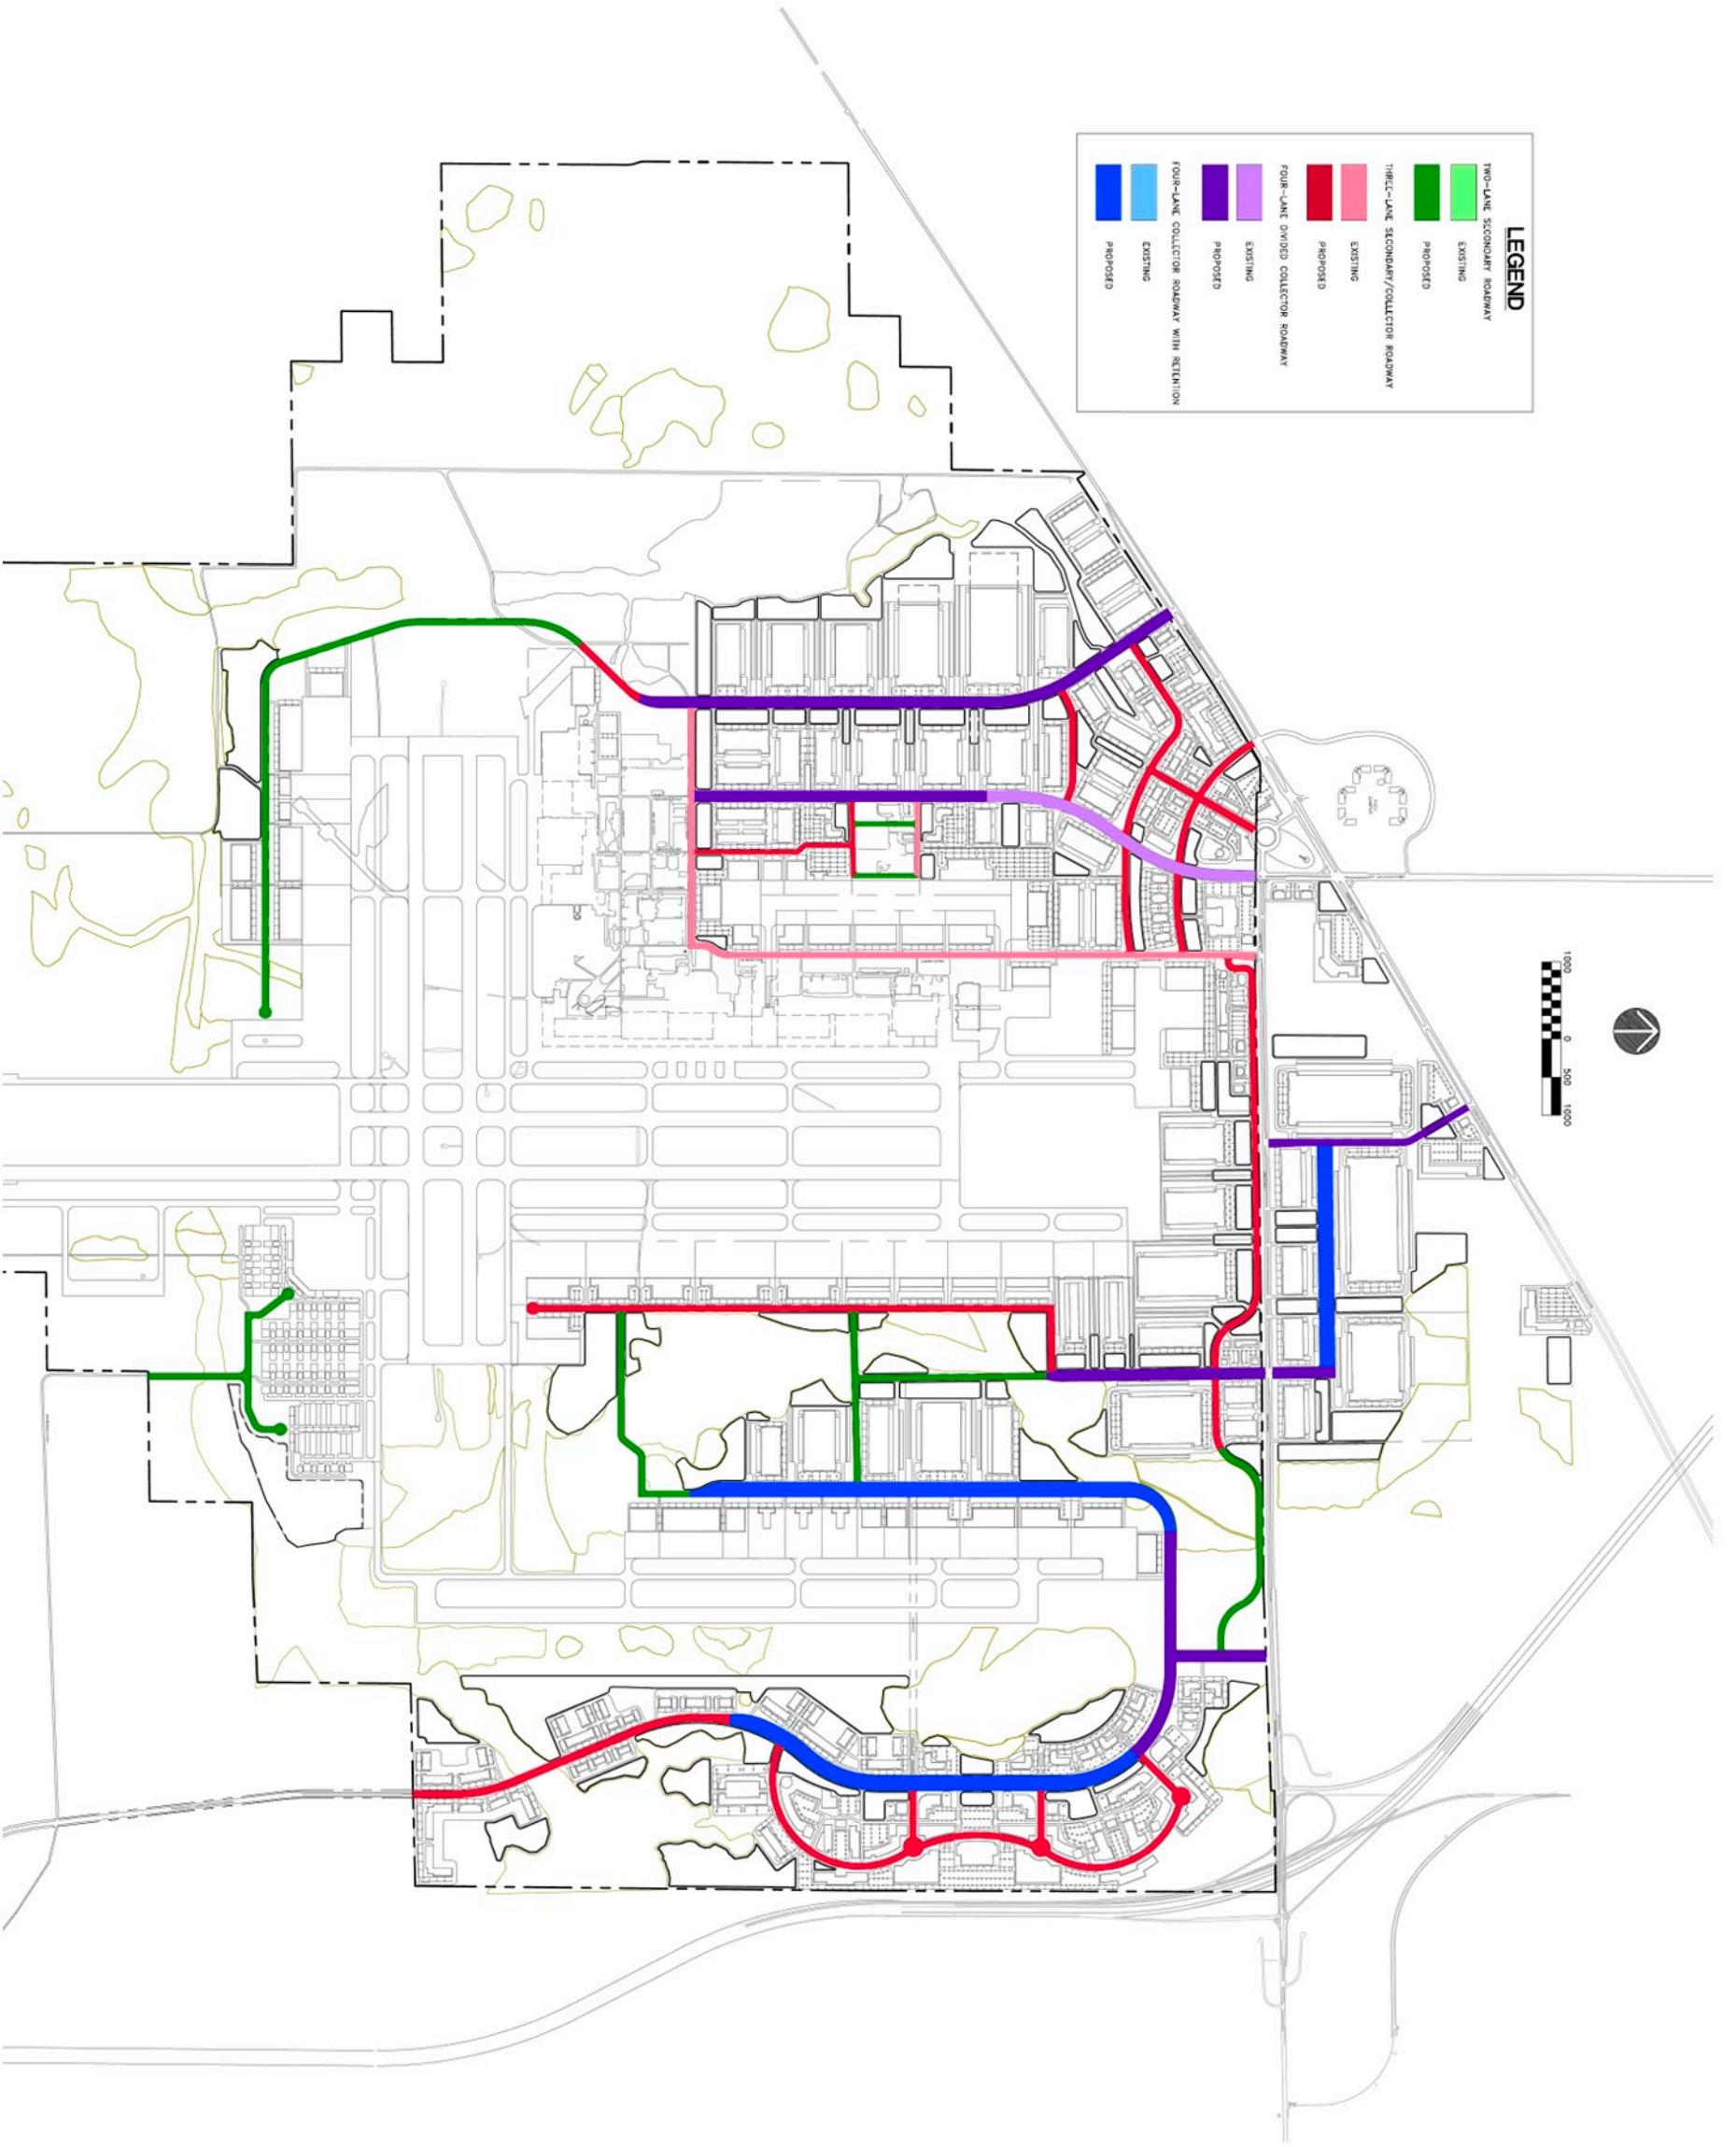 LEGEND
TWO-LANE SECONDARY ROADWAY
EXISTING
PROPOSED
THREE-LANE SECONDARY/COLLECTOR ROADWAY
EXISTING
PROPOSED
FOUR-LANE DIVIDED COLLECTOR ROADWAY
EXISTING
PROPOSED
FOUR-LANE COLLECTOR ROADWAY WITH RETENTION
EXISTING
PROPOSED
1000 0 500 1000